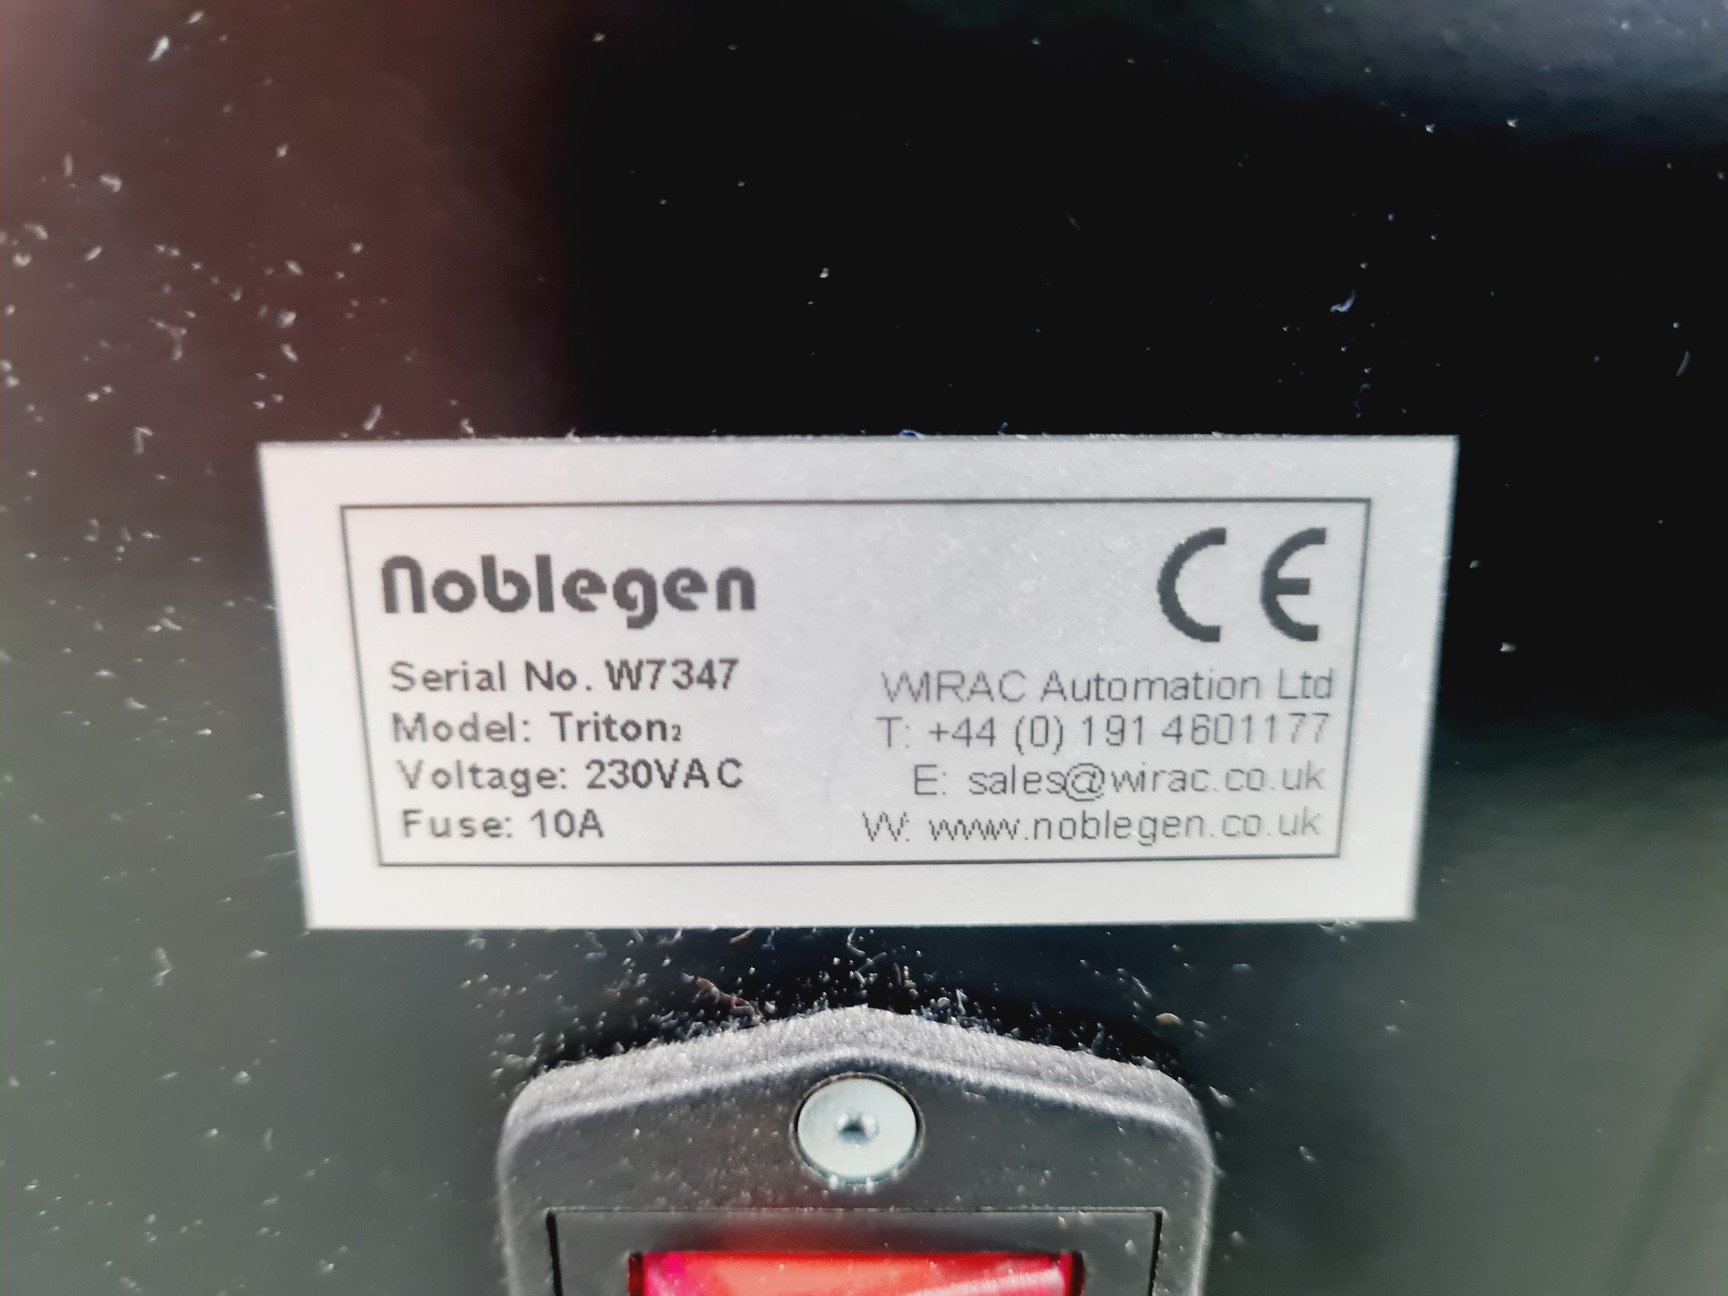 Noblegen
CE
Serial No. W7347
WIRAC Automation Ltd
Model: Triton₂
T: +44 (0) 191 4601177
Voltage: 230VAC
E: sales@wirac.co.uk
Fuse: 10A
W: www.noblegen.co.uk